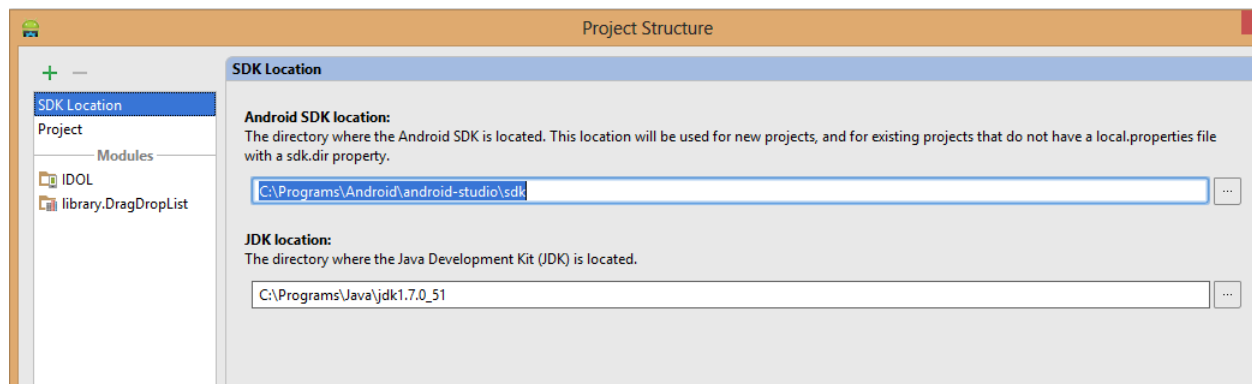 Project Structure
SDK Location
Project
Modules
IDOL
library.DragDropList
SDK Location
Android SDK location:
The directory where the Android SDK is located. This location will be used for new projects, and for existing projects that do not have a local.properties file
with a sdk.dir property.
C:\Programs\Android\android-studio\sdk
...
JDK location:
The directory where the Java Development Kit (JDK) is located.
C:\Programs\Java\jdk1.7.0_51
...